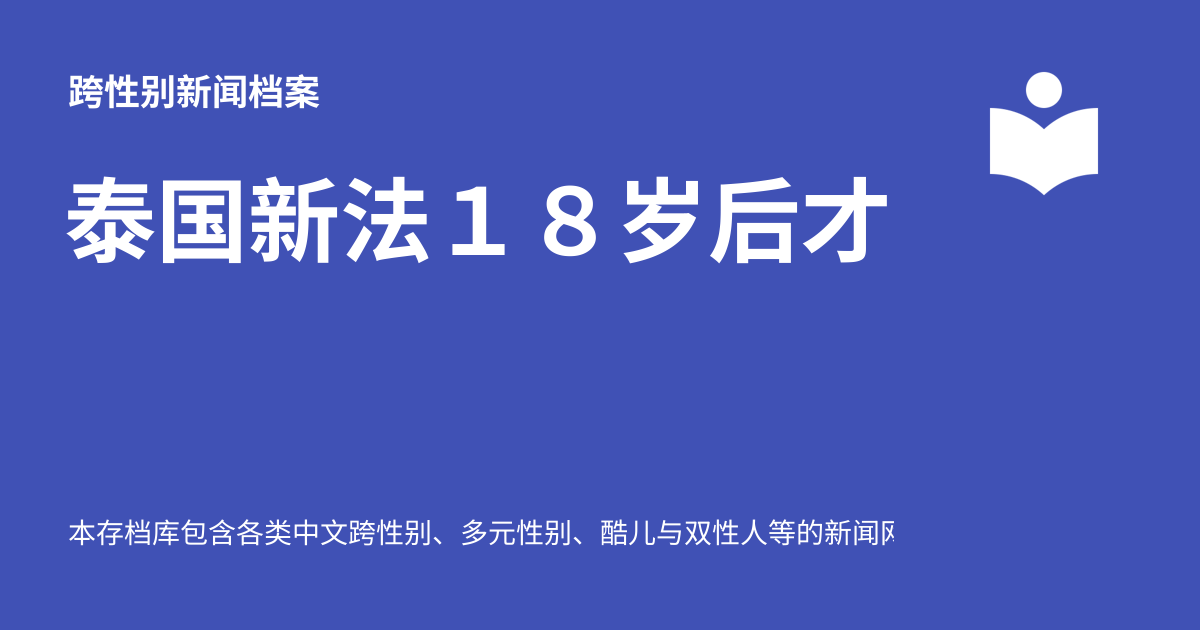 跨性别新闻档案
泰国新法１８岁后才
本存档库包含各类中文跨性别、多元性别、酷儿与双性人等的新闻